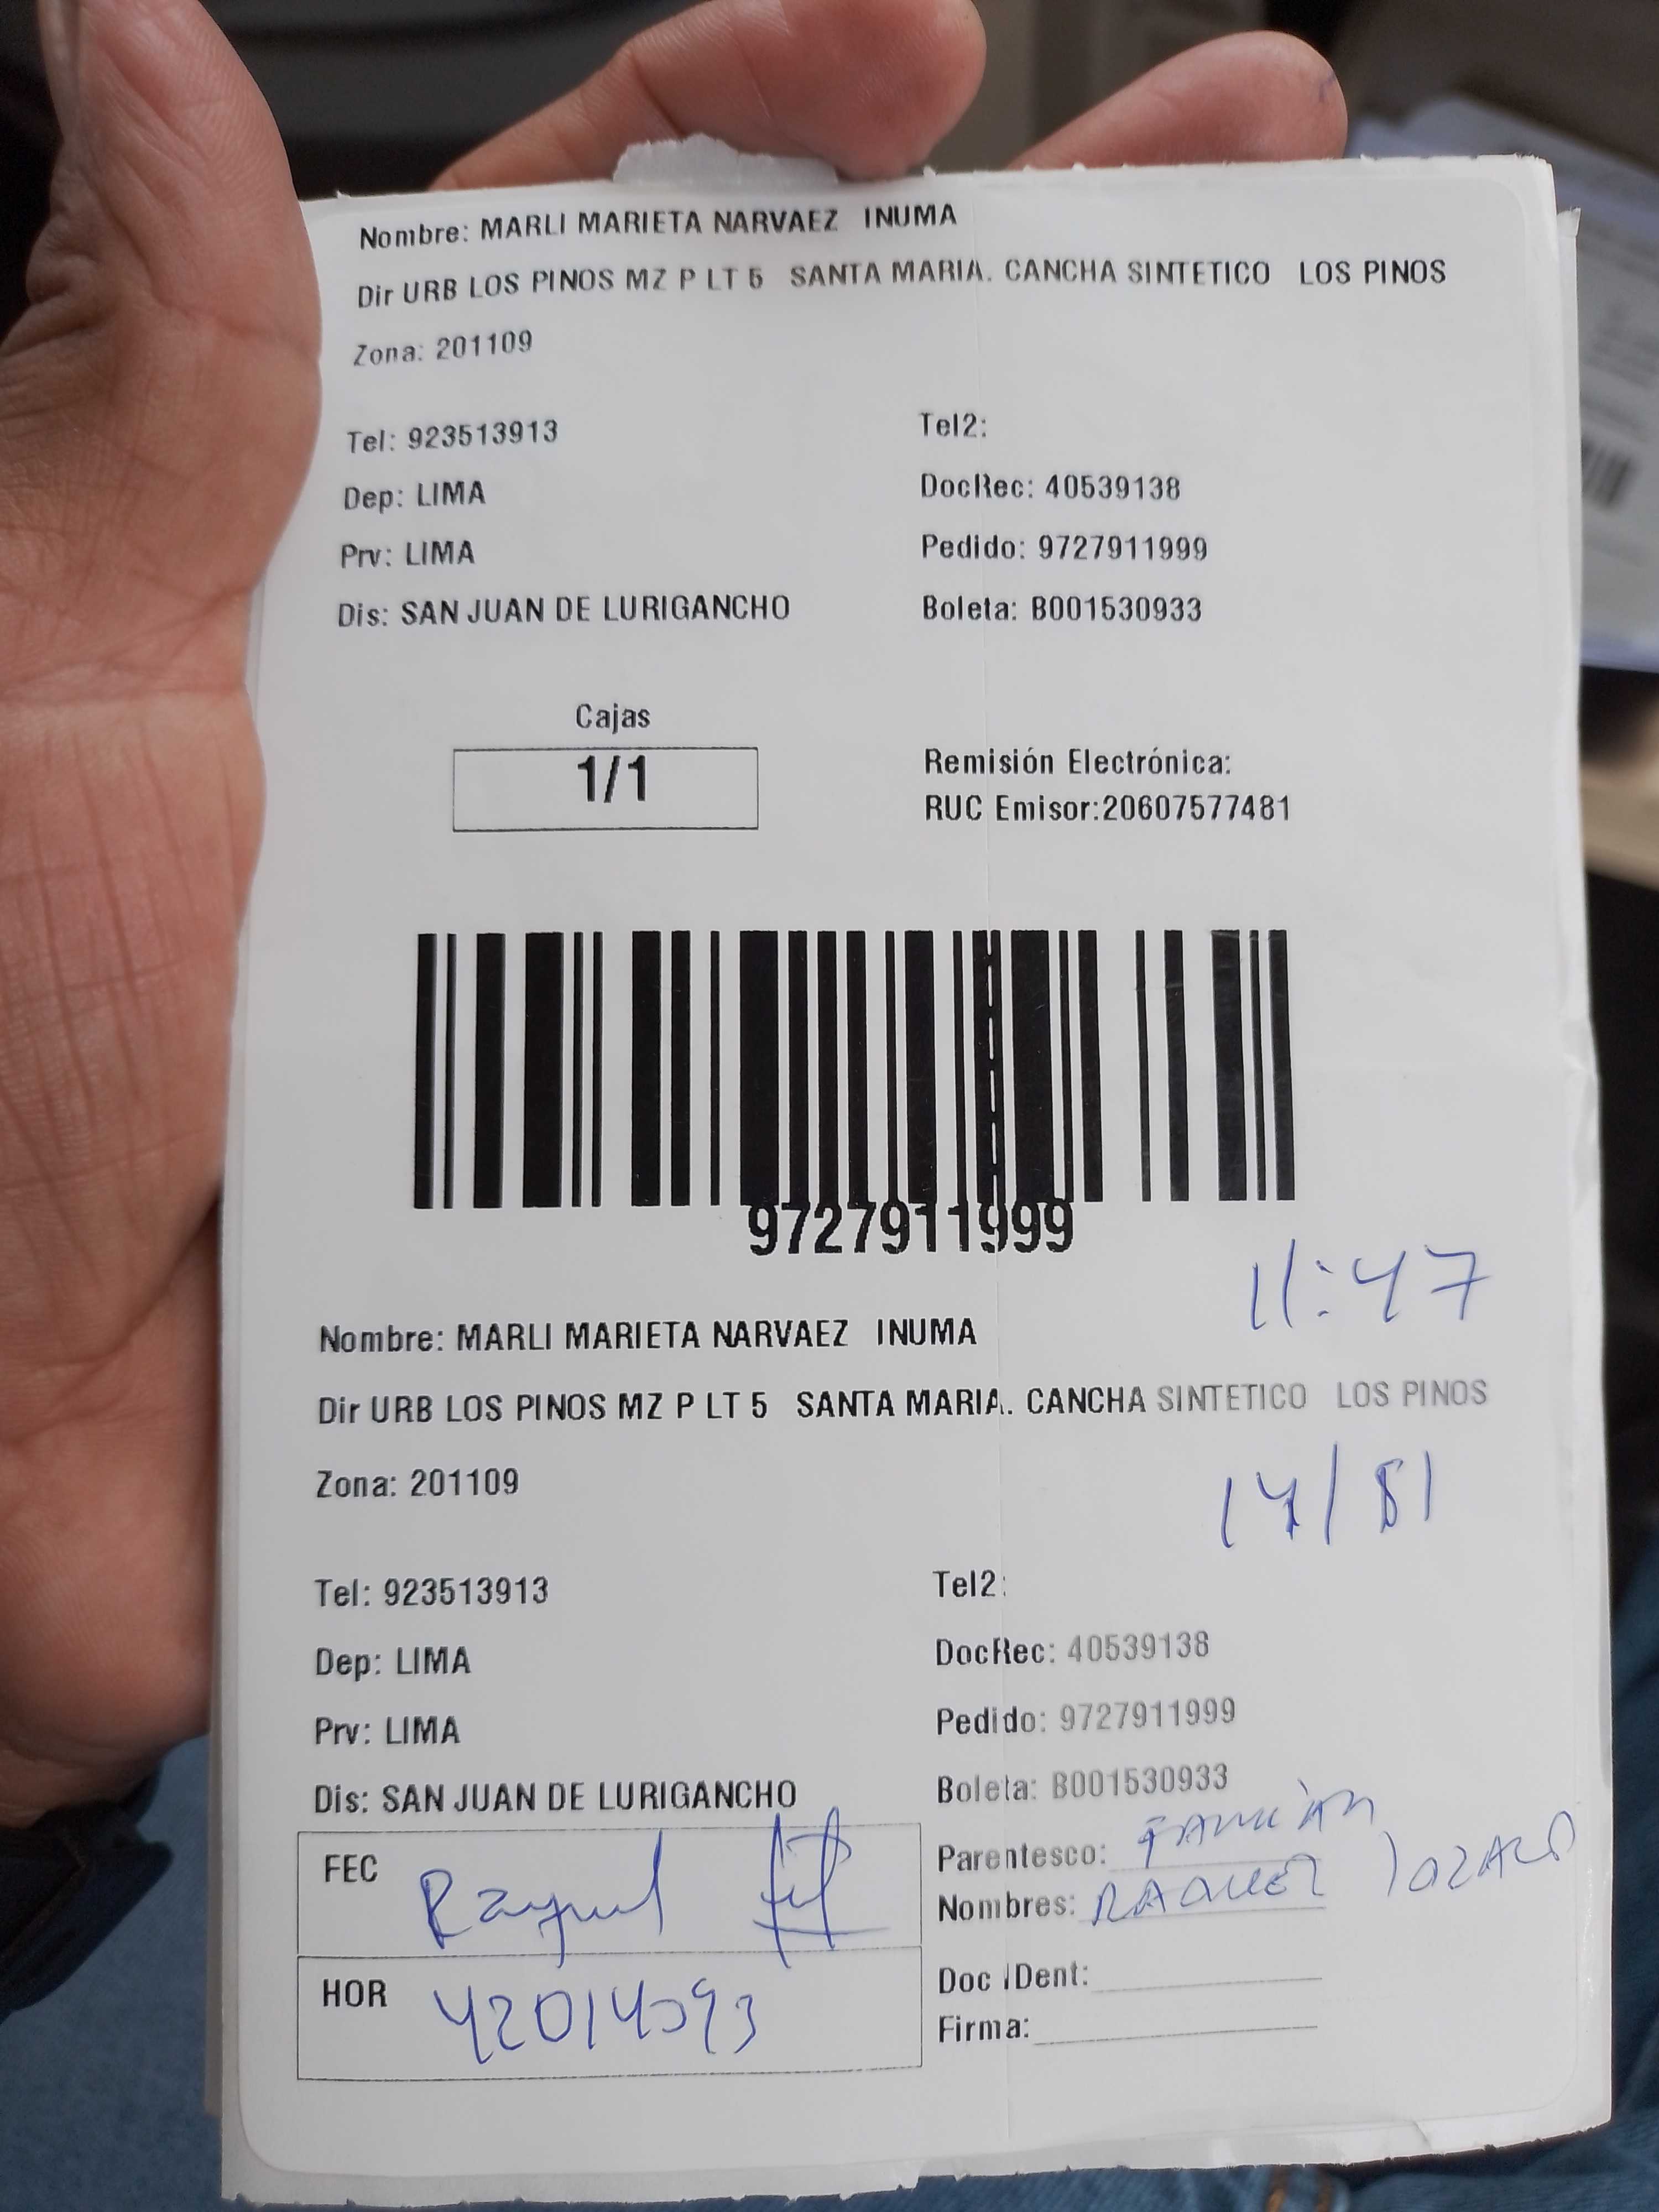 Nombre: MARLI MARIETA NARVAEZ INUMA
Dir URB LOS PINOS MZ P LT 5 SANTA MARIA. CANCHA SINTETICO LOS PINOS
Zona: 201109
Tel: 923513913 Tel2:
Dep: LIMA DocRec: 40539138
Prv: LIMA Pedido: 9727911999
Dis: SAN JUAN DE LURIGANCHO Boleta: B001530933
Cajas
1/1
Remisión Electrónica:
RUC Emisor:20607577481
9727911999
11:47
Nombre: MARLI MARIETA NARVAEZ INUMA
Dir URB LOS PINOS MZ P LT 5 SANTA MARIA. CANCHA SINTETICO LOS PINOS
14/
Zona: 201109
Tel: 923513913 Tel2:
Dep: LIMA DocRec: 40539138
Prv: LIMA Pedido: 9727911999
Dis: SAN JUAN DE LURIGANCHO Boleta: B001530933
FEC Raquel
Parentesco:
Nombres: RAQUEL
HOR
Doc IDent:
Firma: